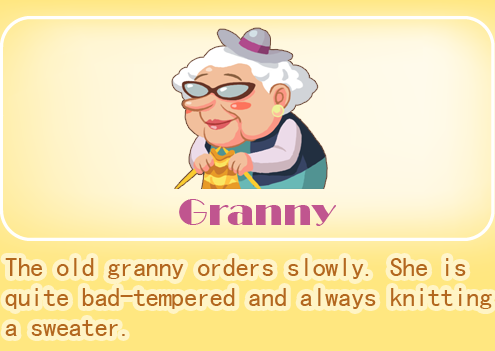 Granny
The old granny orders slowly. She is
quite bad-tempered and always knitting
a sweater.